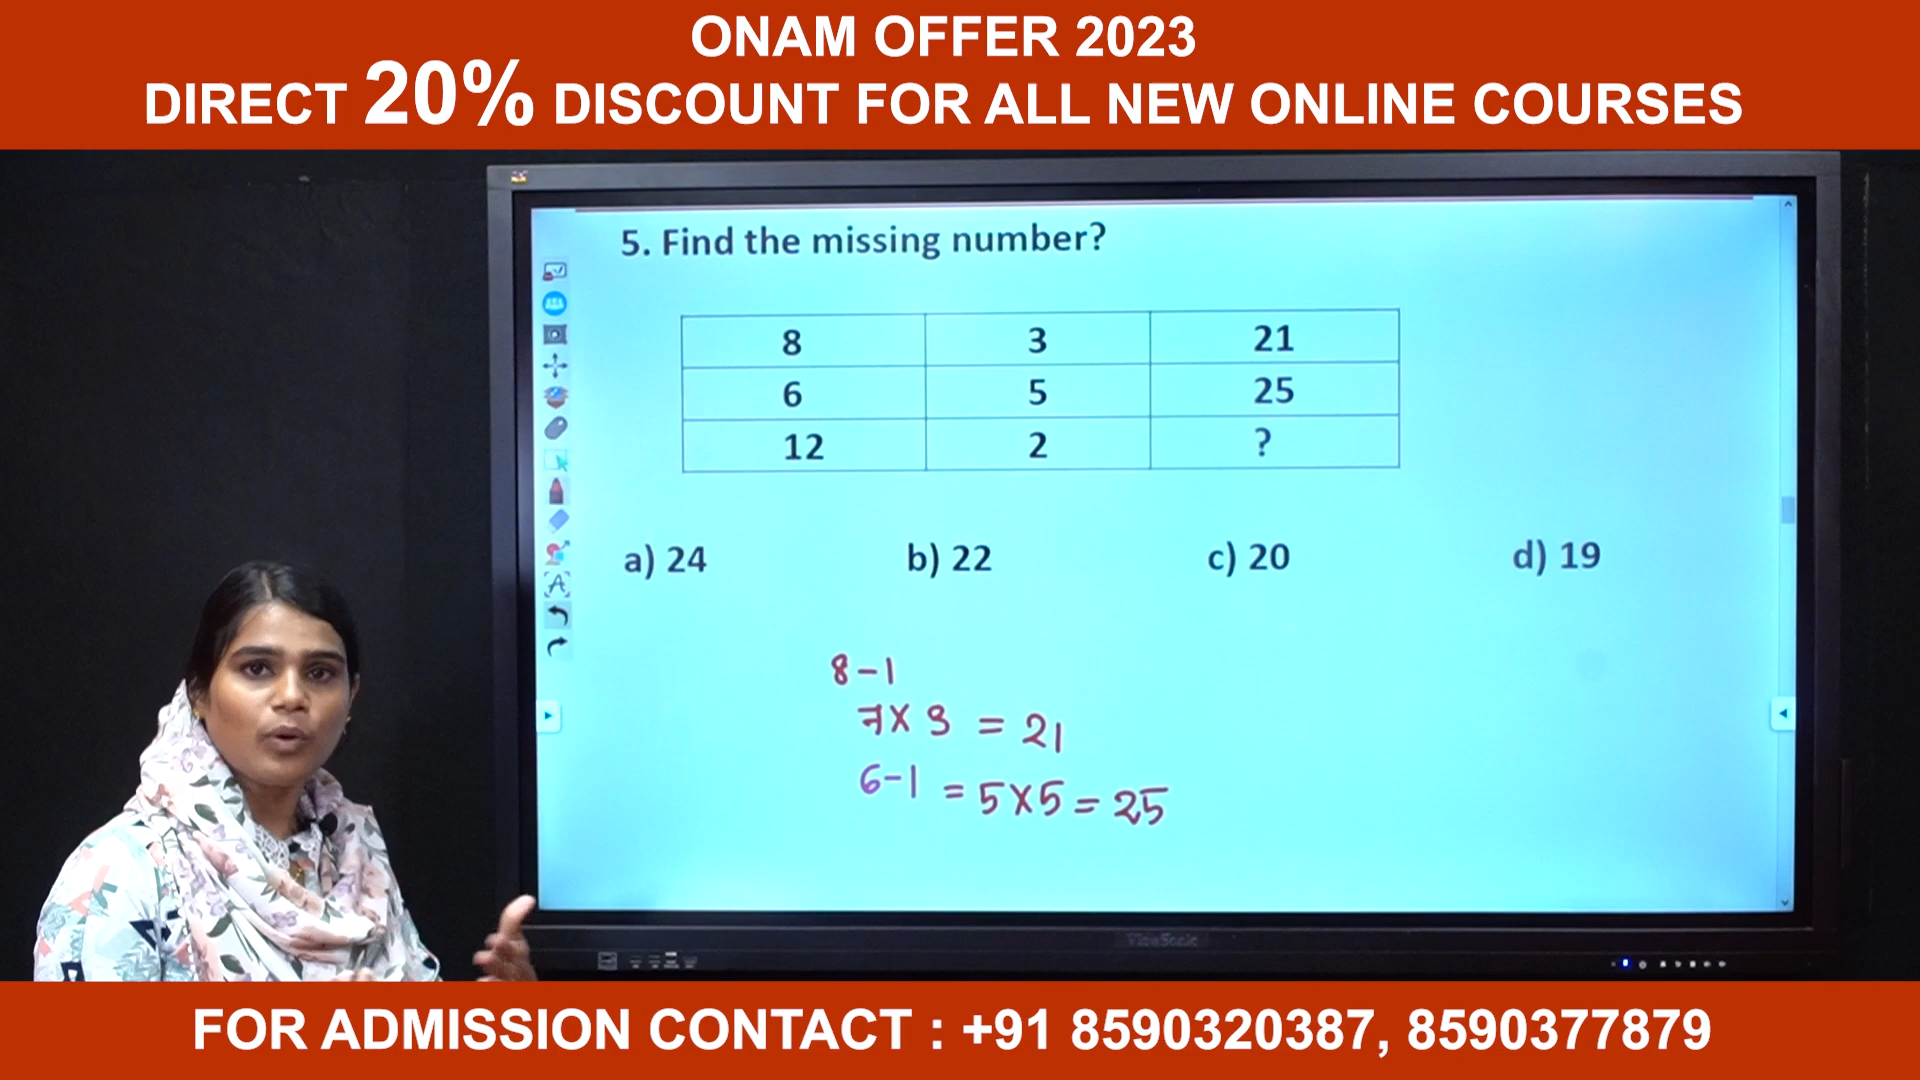 ONAM OFFER 2023
DIRECT 20% DISCOUNT FOR ALL NEW ONLINE COURSES
5. Find the missing number?
8 3 21
6 5 25
12 2 ?
a) 24 b) 22 c) 20 d) 19
8-1
7x3 = 21
6-1 = 5x5 = 25
ViewSonic
FOR ADMISSION CONTACT : +91 8590320387, 8590377879